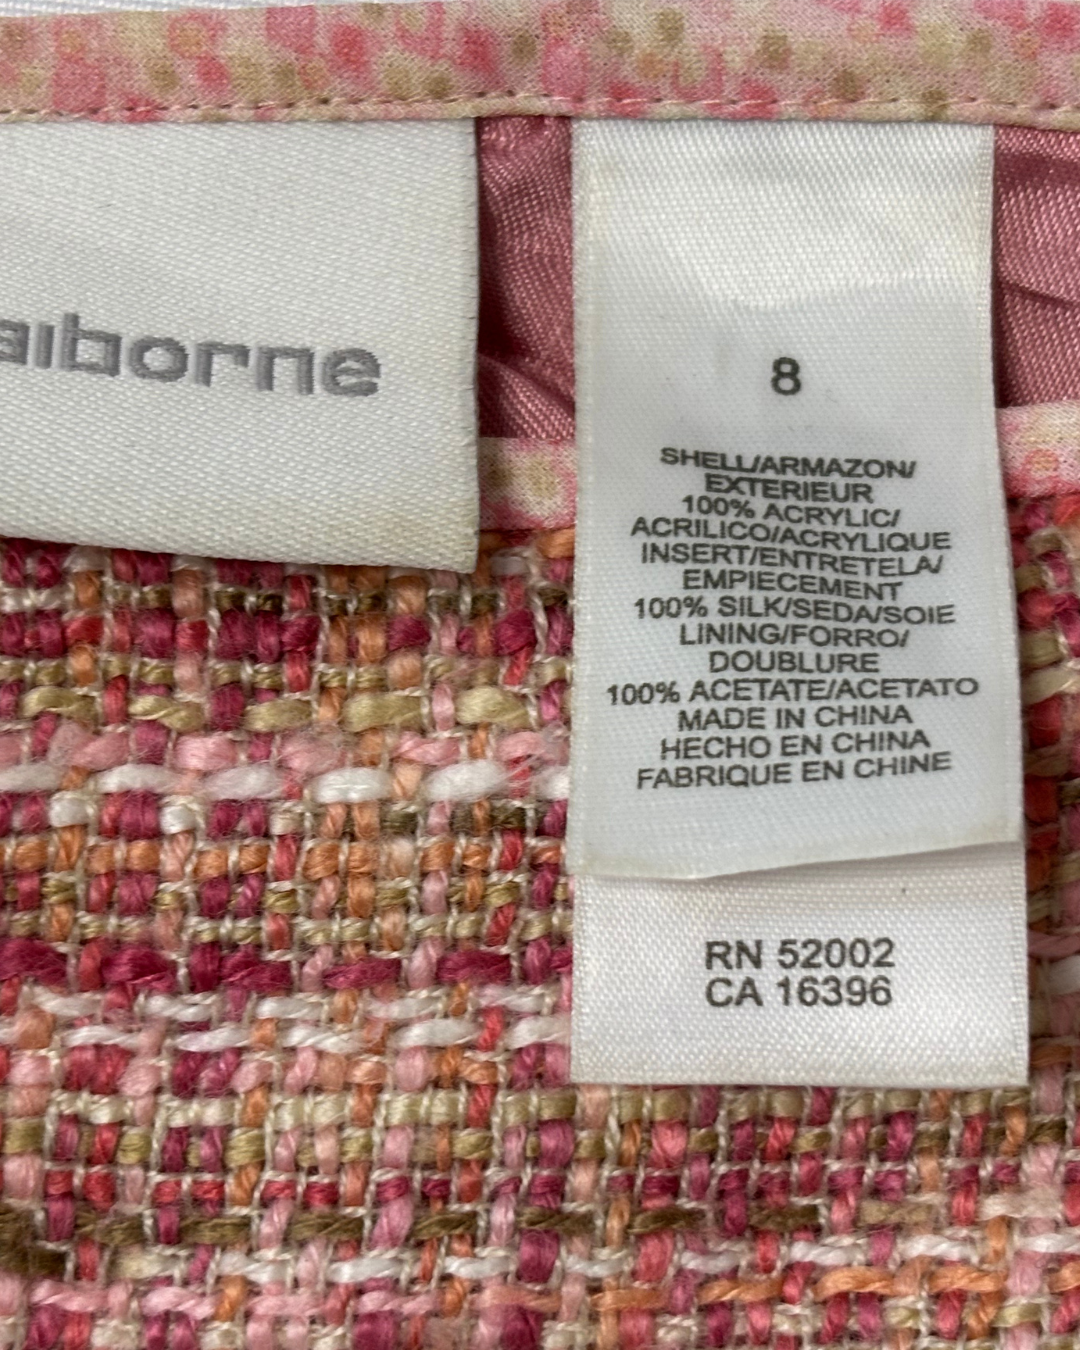 aiborne
8
SHELL/ARMAZON/
EXTERIEUR
100% ACRYLIC/
ACRILICO/ACRYLIQUE
INSERT/ENTRETELA/
EMPIECEMENT
100% SILK/SEDA/SOIE
LINING/FORRO/
DOUBLURE
100% ACETATE/ACETATO
MADE IN CHINA
HECHO EN CHINA
FABRIQUE EN CHINE
RN 52002
CA 16396